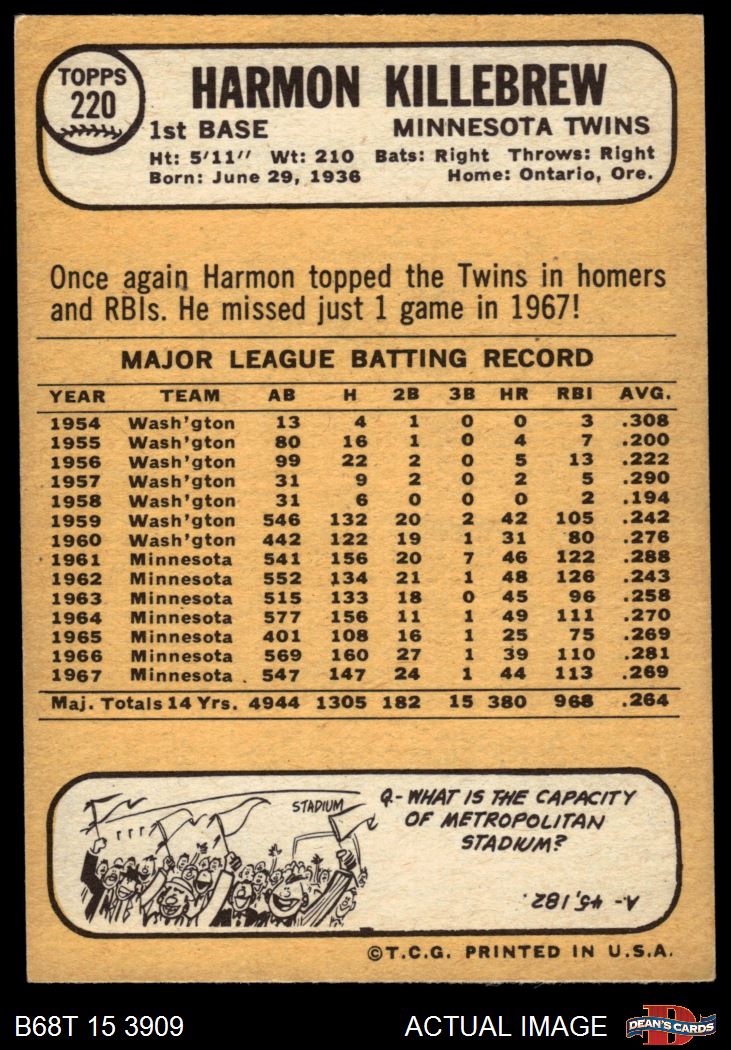 TOPPS
220
HARMON KILLEBREW
1st BASE MINNESOTA TWINS
Ht: 5'11" Wt: 210 Bats: Right Throws: Right
Born: June 29, 1936 Home: Ontario, Ore.
Once again Harmon topped the Twins in homers
and RBIs. He missed just 1 game in 1967!
MAJOR LEAGUE BATTING RECORD
YEAR TEAM AB H 2B 3B HR RBI AVG.
1954 Wash'gton 13 4 1 0 0 3 .308
1955 Wash'gton 80 16 1 0 4 7 .200
1956 Wash'gton 99 22 2 0 5 13 .222
1957 Wash'gton 31 9 2 0 2 5 .290
1958 Wash'gton 31 6 0 0 0 2 .194
1959 Wash'gton 546 132 20 2 42 105 .242
1960 Wash'gton 442 122 19 1 31 80 .276
1961 Minnesota 541 156 20 7 46 122 .288
1962 Minnesota 552 134 21 1 48 126 .243
1963 Minnesota 515 133 18 0 45 96 .258
1964 Minnesota 577 156 11 1 49 111 .270
1965 Minnesota 401 108 16 1 25 75 .269
1966 Minnesota 569 160 27 1 39 110 .281
1967 Minnesota 547 147 24 1 44 113 .269
Maj. Totals 14 Yrs. 4944 1305 182 15 380 968 .264
STADIUM
Q.- WHAT IS THE CAPACITY
OF METROPOLITAN
STADIUM?
A- 45,182.
©T.C.G. PRINTED IN U.S.A.
B68T 15 3909 ACTUAL IMAGE
D
DEAN'S CARDS